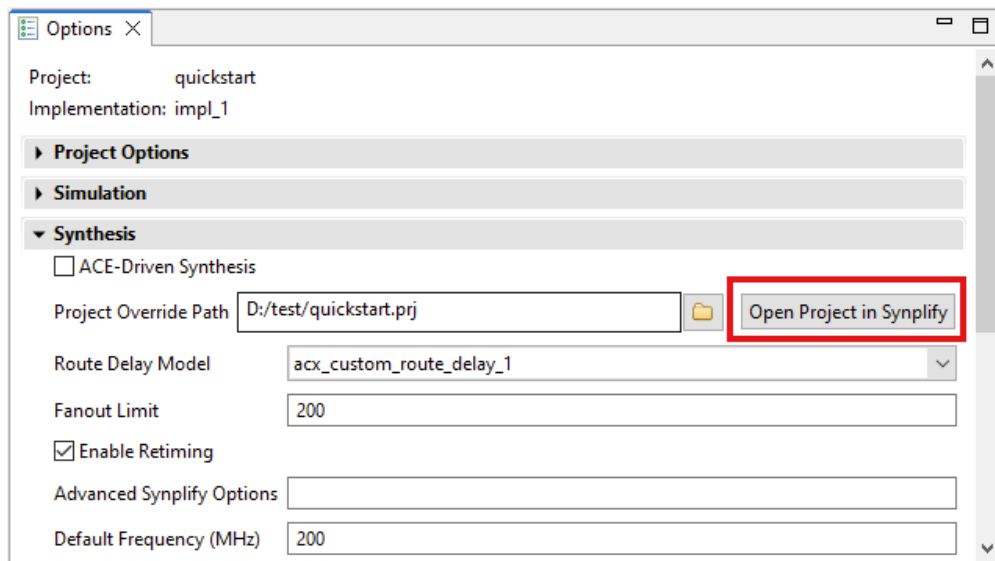 Options
Project: quickstart
Implementation: impl_1
Project Options
Simulation
Synthesis
ACE-Driven Synthesis
Project Override Path D:/test/quickstart.prj Open Project in Synplify
Route Delay Model acx_custom_route_delay_1
Fanout Limit 200
Enable Retiming
Advanced Synplify Options
Default Frequency (MHz) 200